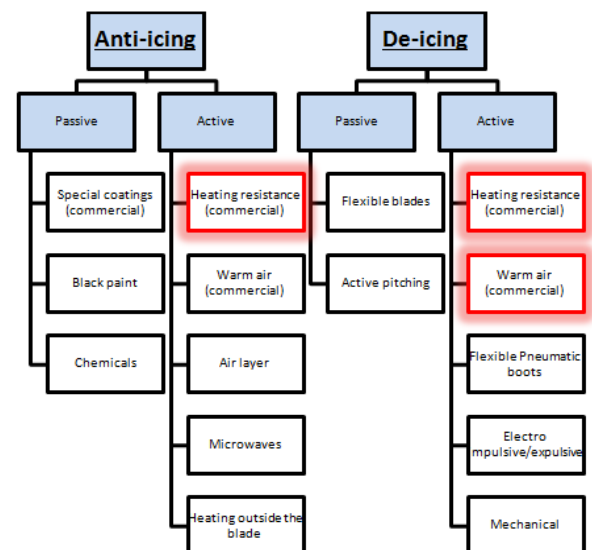 Anti-icing
De-icing
Passive
Active
Passive
Active
Special coatings
(commercial)
Heating resistance
(commercial)
Flexible blades
Heating resistance
(commercial)
Black paint
Warm air
(commercial)
Active pitching
Warm air
(commercial)
Chemicals
Air layer
Flexible Pneumatic
boots
Microwaves
Electro
mpulsive/expulsive
Heating outside the
blade
Mechanical